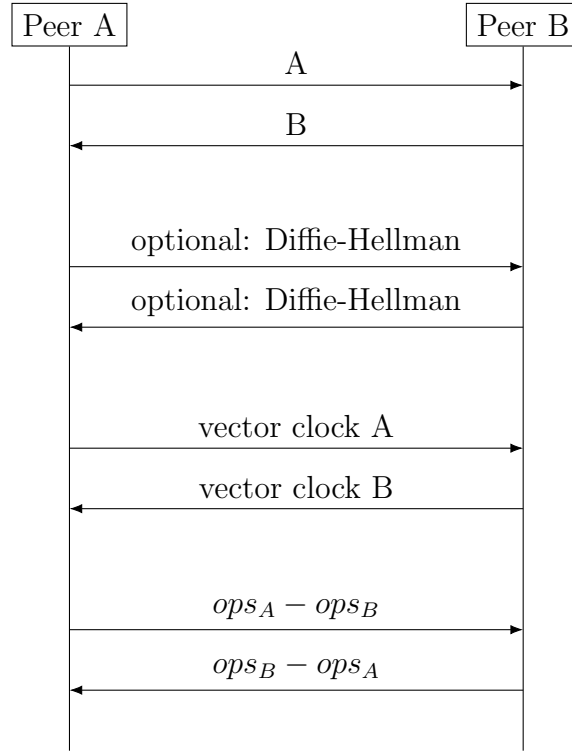 Peer A Peer B
A
B
optional: Diffie-Hellman
optional: Diffie-Hellman
vector clock A
vector clock B
ops_A − ops_B
ops_B − ops_A